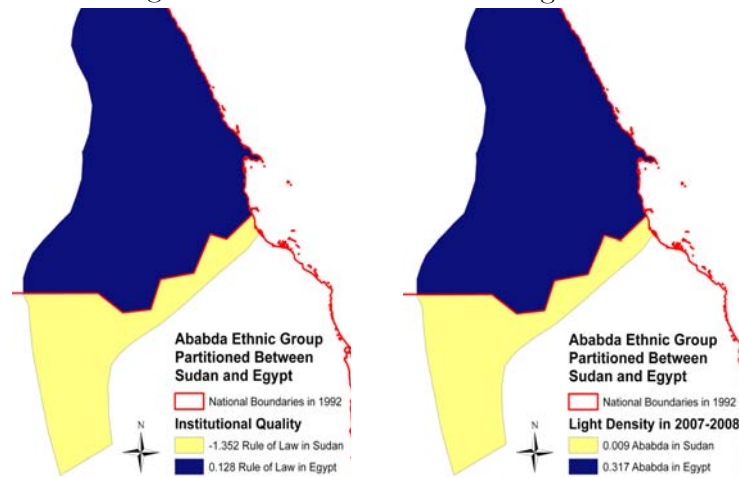 Ababda Ethnic Group
Partitioned Between
Sudan and Egypt
National Boundaries in 1992
Institutional Quality
-1.352 Rule of Law in Sudan
0.128 Rule of Law in Egypt
N
Ababda Ethnic Group
Partitioned Between
Sudan and Egypt
National Boundaries in 1992
Light Density in 2007-2008
0.009 Ababda in Sudan
0.317 Ababda in Egypt
N